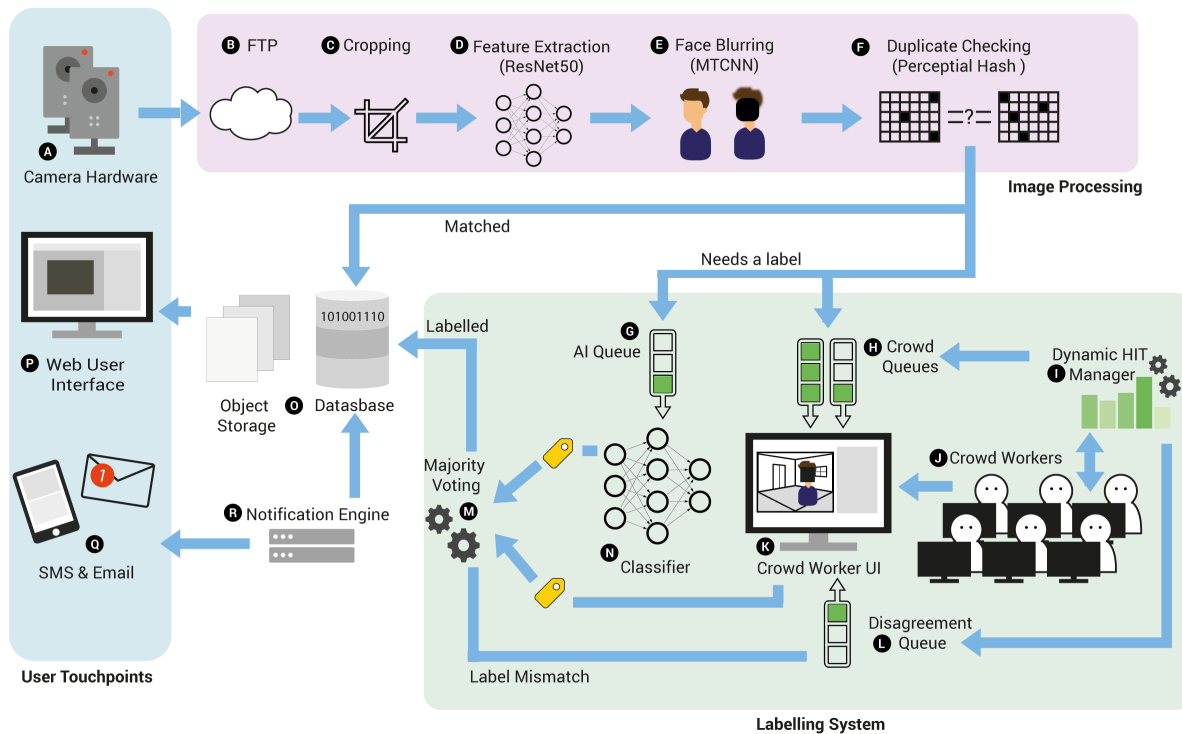 B FTP
C Cropping
D Feature Extraction
(ResNet50)
E Face Blurring
(MTCNN)
F Duplicate Checking
(Perceptial Hash )
=?=
A
Camera Hardware
Image Processing
Matched
Needs a label
101001110
Labelled
G
AI Queue
H Crowd
Queues
Dynamic HIT
I Manager
P Web User
Interface
Object
Storage
O Datasbase
J Crowd Workers
Majority
Voting
M
1
R Notification Engine
Q
SMS & Email
N
Classifier
K
Crowd Worker UI
Disagreement
L Queue
Label Mismatch
User Touchpoints
Labelling System